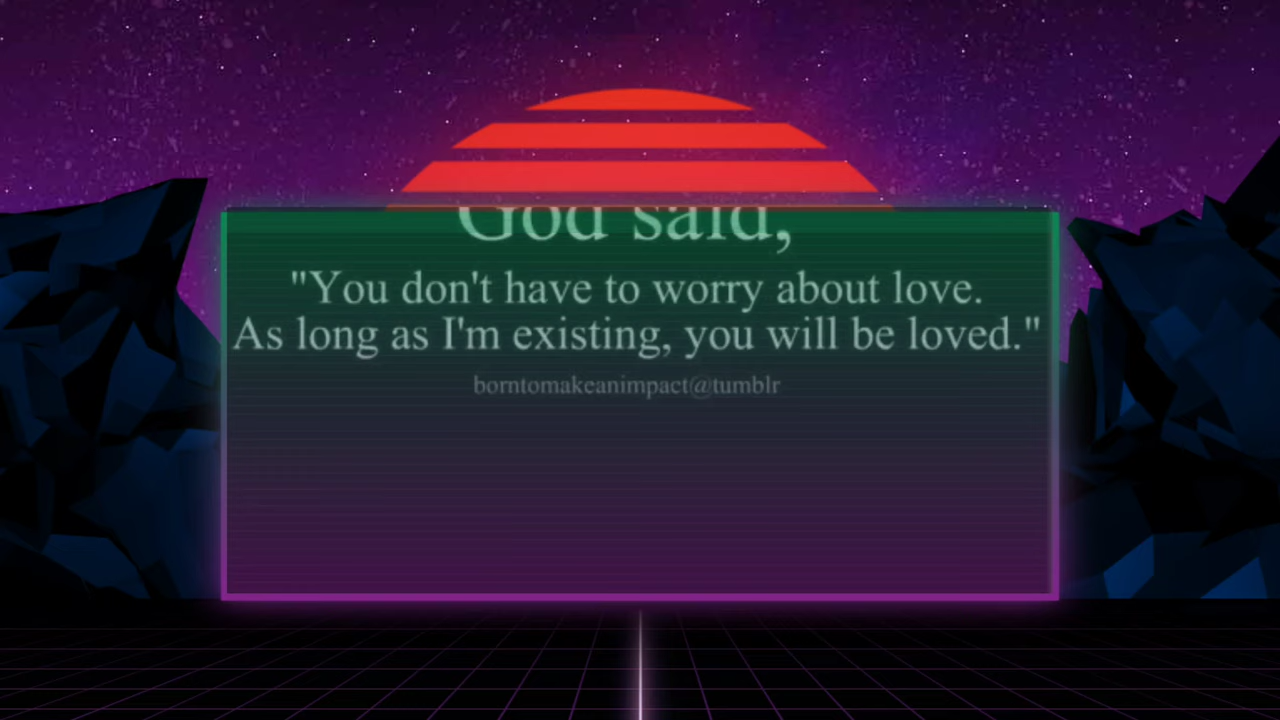 God said,
"You don't have to worry about love.
As long as I'm existing, you will be loved."
borntomakeanimpact@tumblr